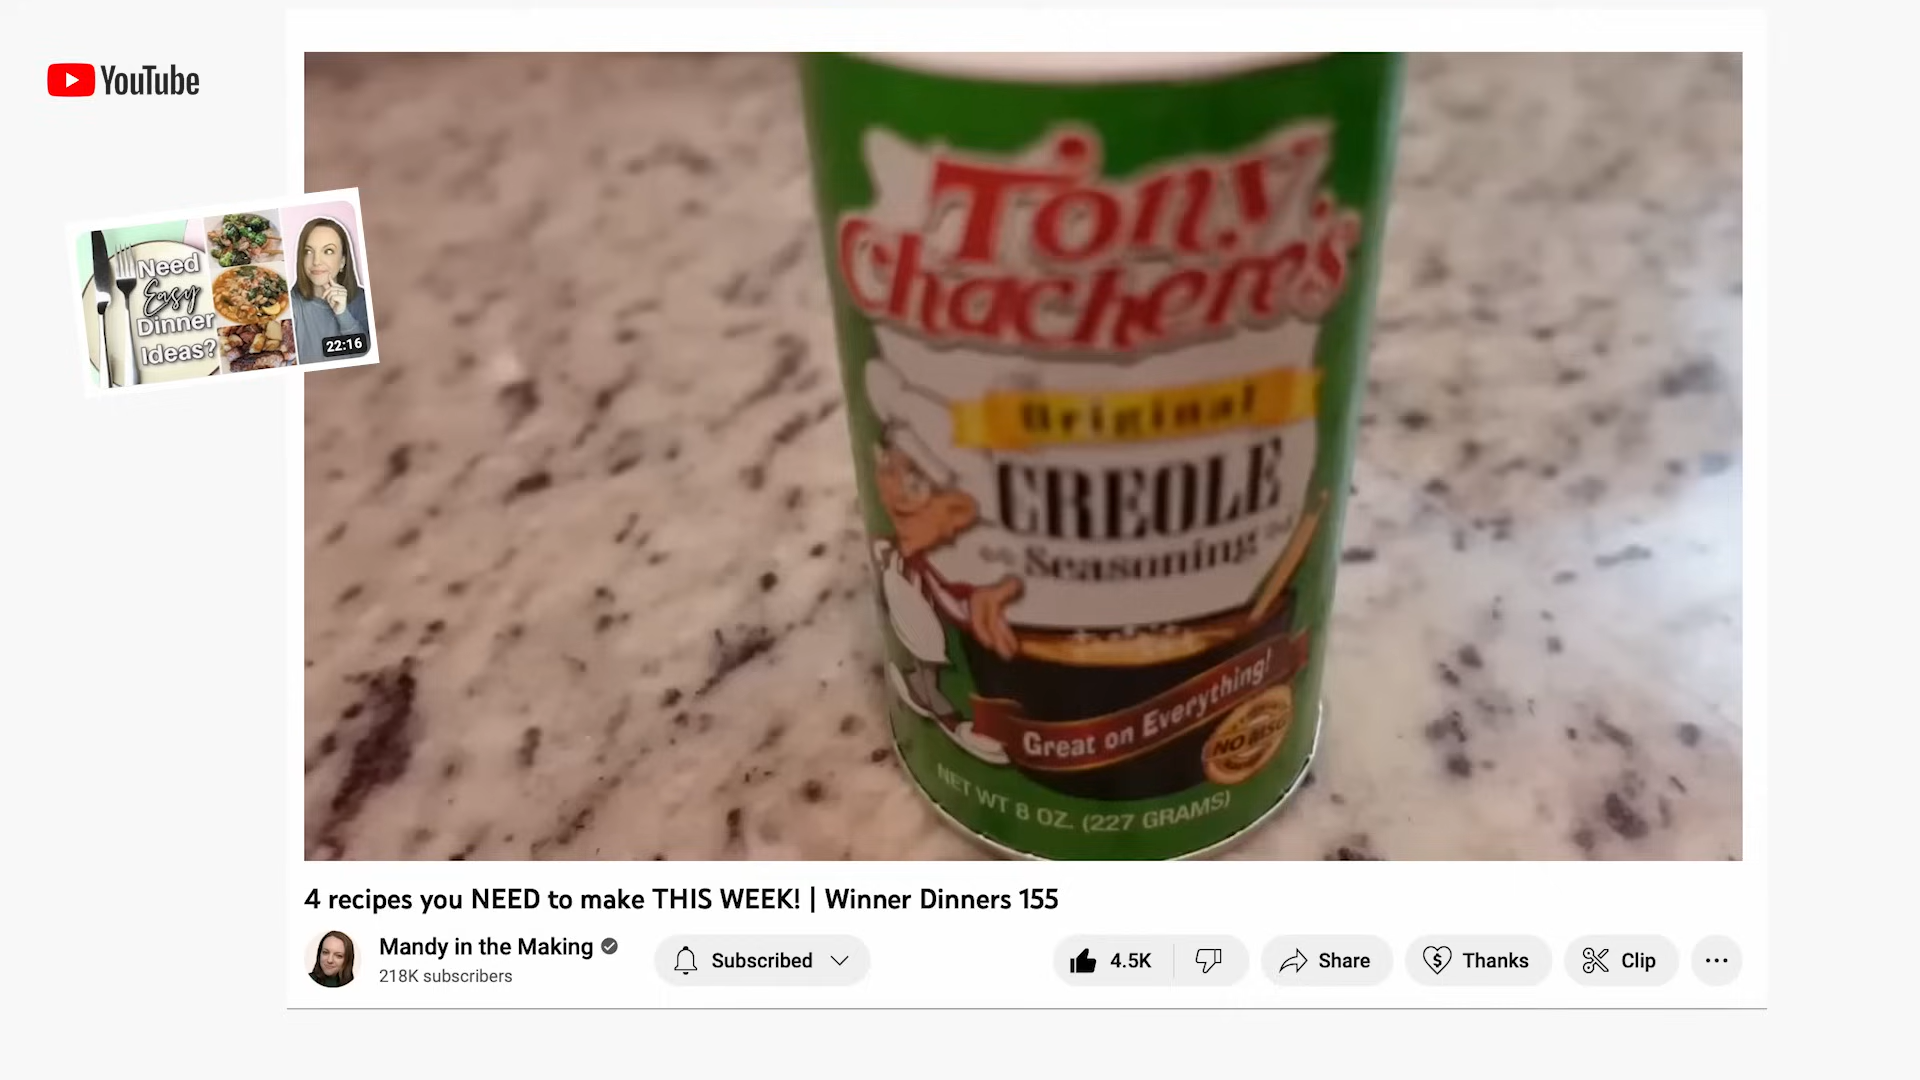 YouTube
Need
Easy
Dinner
Ideas?
22:16
Tony
Chachere's
Original
CREOLE
Seasoning
Great on Everything!
NO MSG
NET WT 8 OZ. (227 GRAMS)
4 recipes you NEED to make THIS WEEK! | Winner Dinners 155
Mandy in the Making
218K subscribers
Subscribed
4.5K
Share
Thanks
Clip